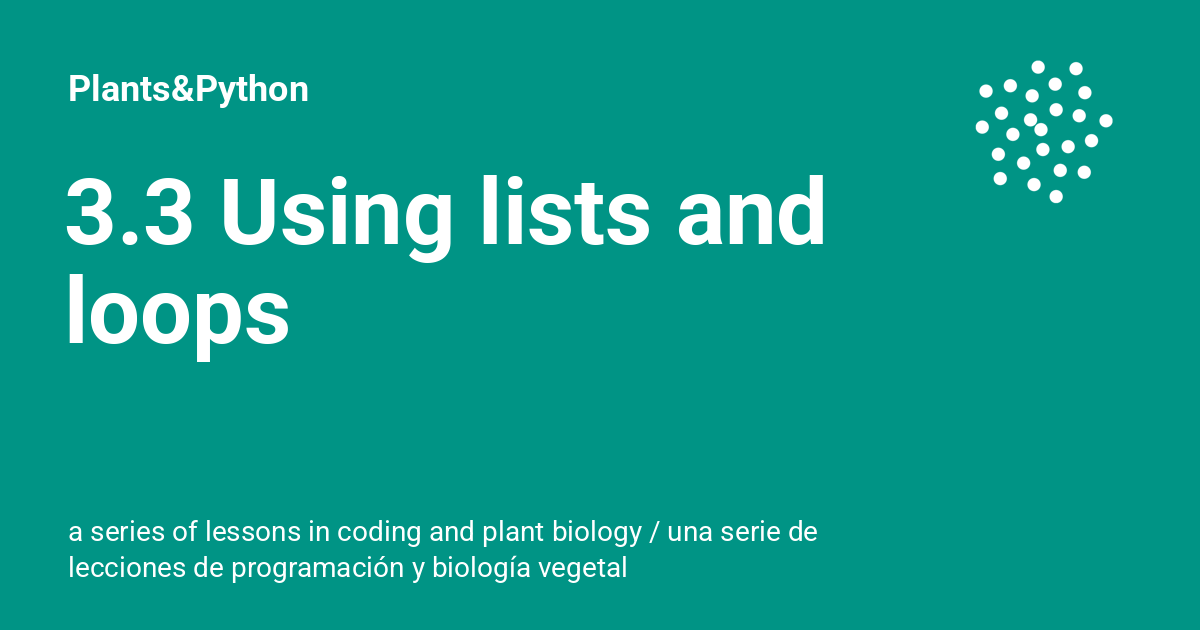 Plants&Python
3.3 Using lists and
loops
a series of lessons in coding and plant biology / una serie de
lecciones de programación y biología vegetal